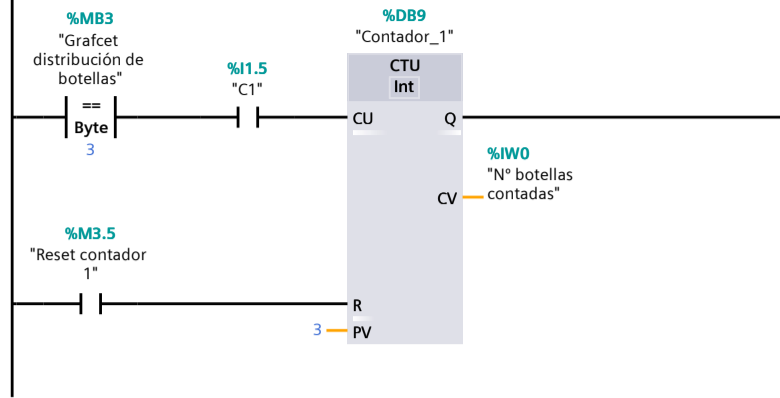 %MB3
"Grafcet
distribución de
botellas"
==
Byte
3
%I1.5
"C1"
%DB9
"Contador_1"
CTU
Int
CU
Q
%IW0
"Nº botellas
contadas"
CV
%M3.5
"Reset contador
1"
R
3
PV